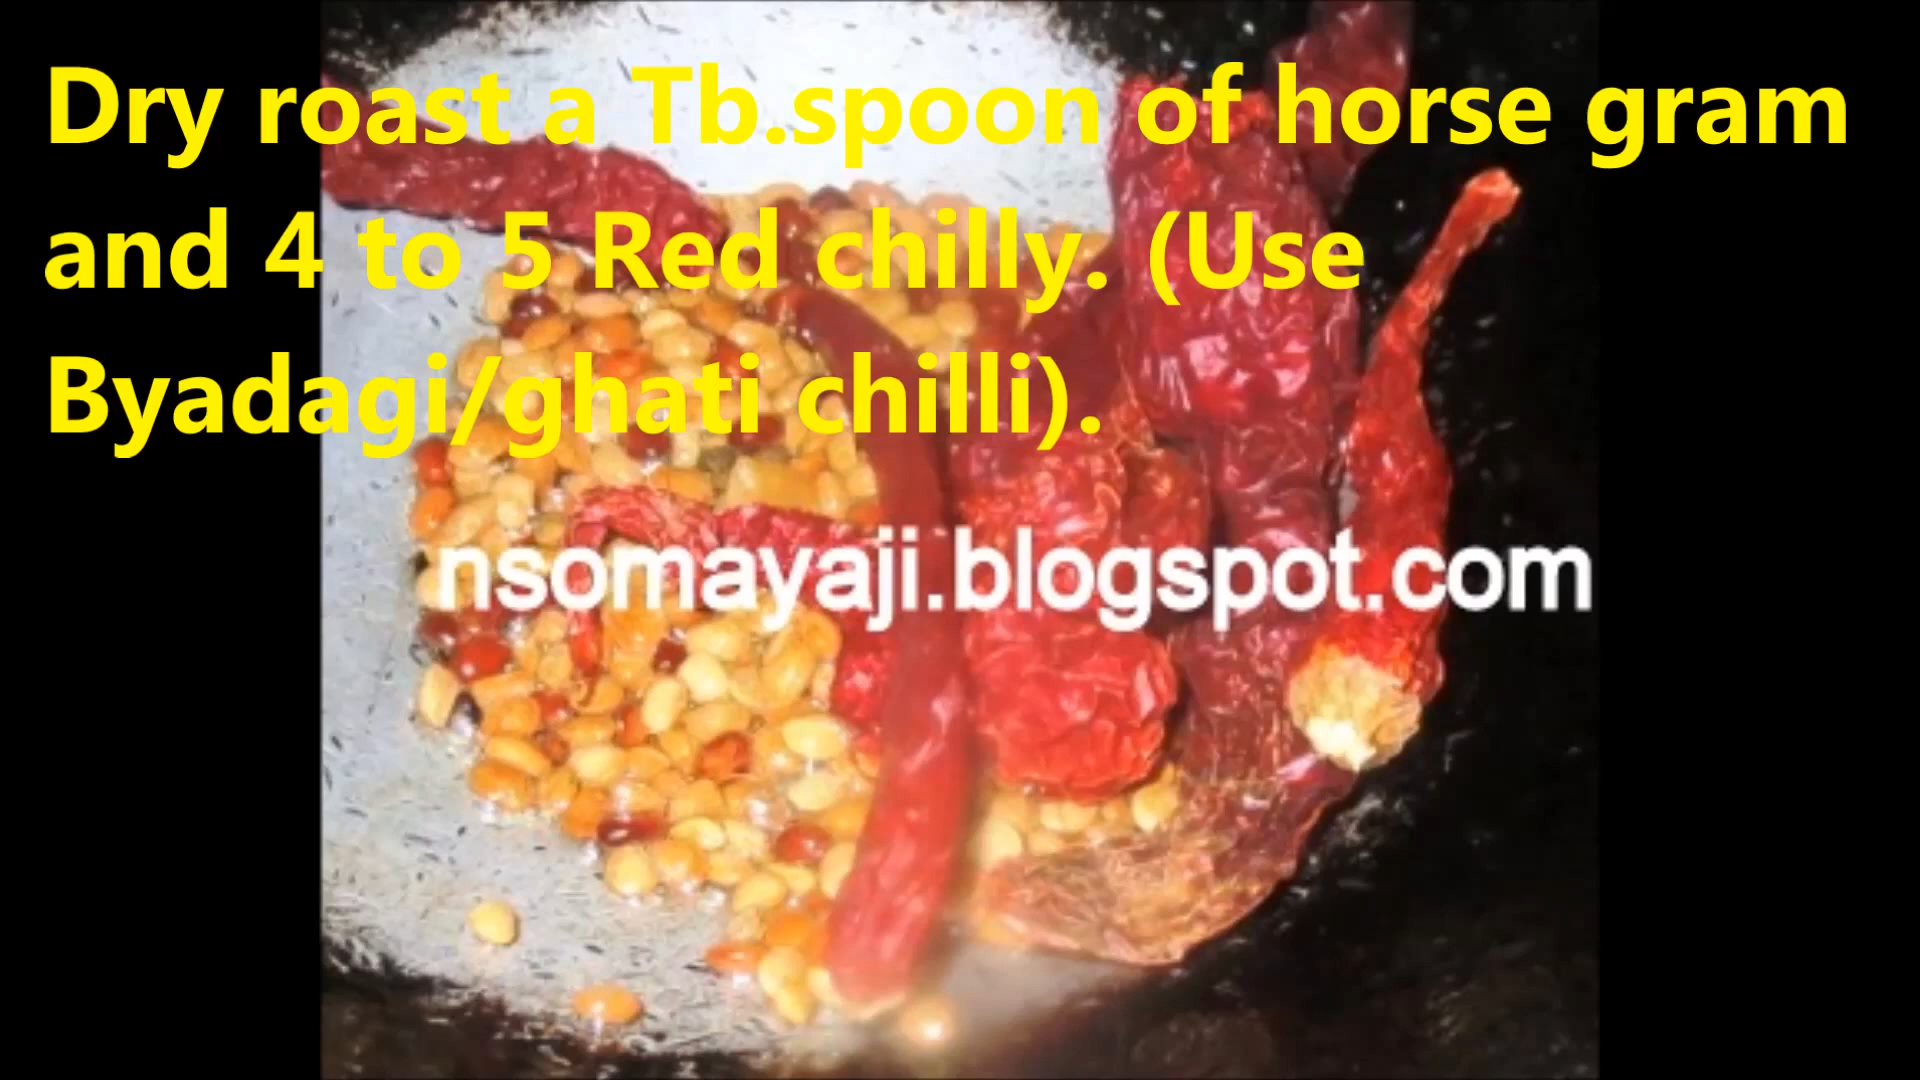 Dry roast a Tb.spoon of horse gram
and 4 to 5 Red chilly. (Use
Byadagi/ghati chilli).
nsomayaji.blogspot.com